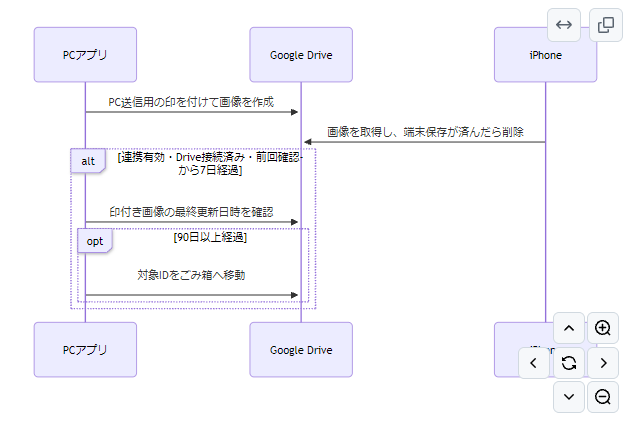 PCアプリ
Google Drive
iPhone
PC送信用の印を付けて画像を作成
画像を取得し、端末保存が済んだら削除
alt
[連携有効・Drive接続済み・前回確認-
から7日経過]
印付き画像の最終更新日時を確認
opt
[90日以上経過]
対象IDをごみ箱へ移動
PCアプリ
Google Drive